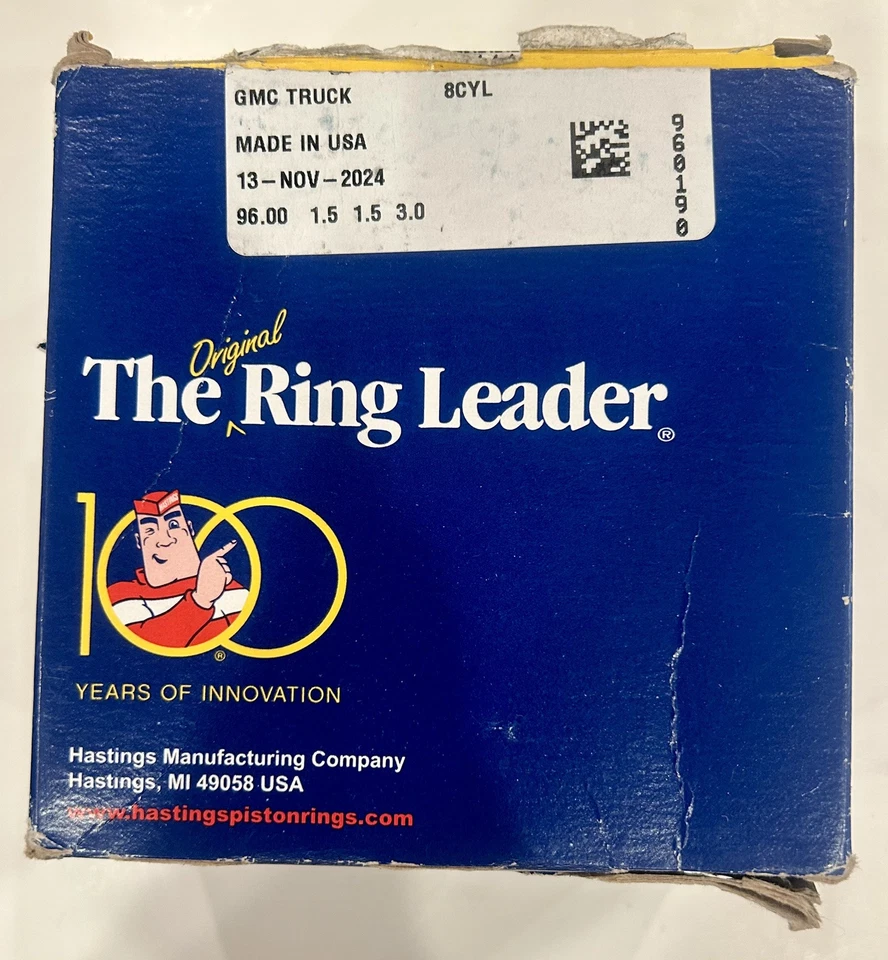 GMC TRUCK 8CYL
MADE IN USA
13-NOV-2024
96.00 1.5 1.5 3.0
960190
Original
The Ring Leader®
100
HASTINGS
®
YEARS OF INNOVATION
Hastings Manufacturing Company
Hastings, MI 49058 USA
www.hastingspistonrings.com